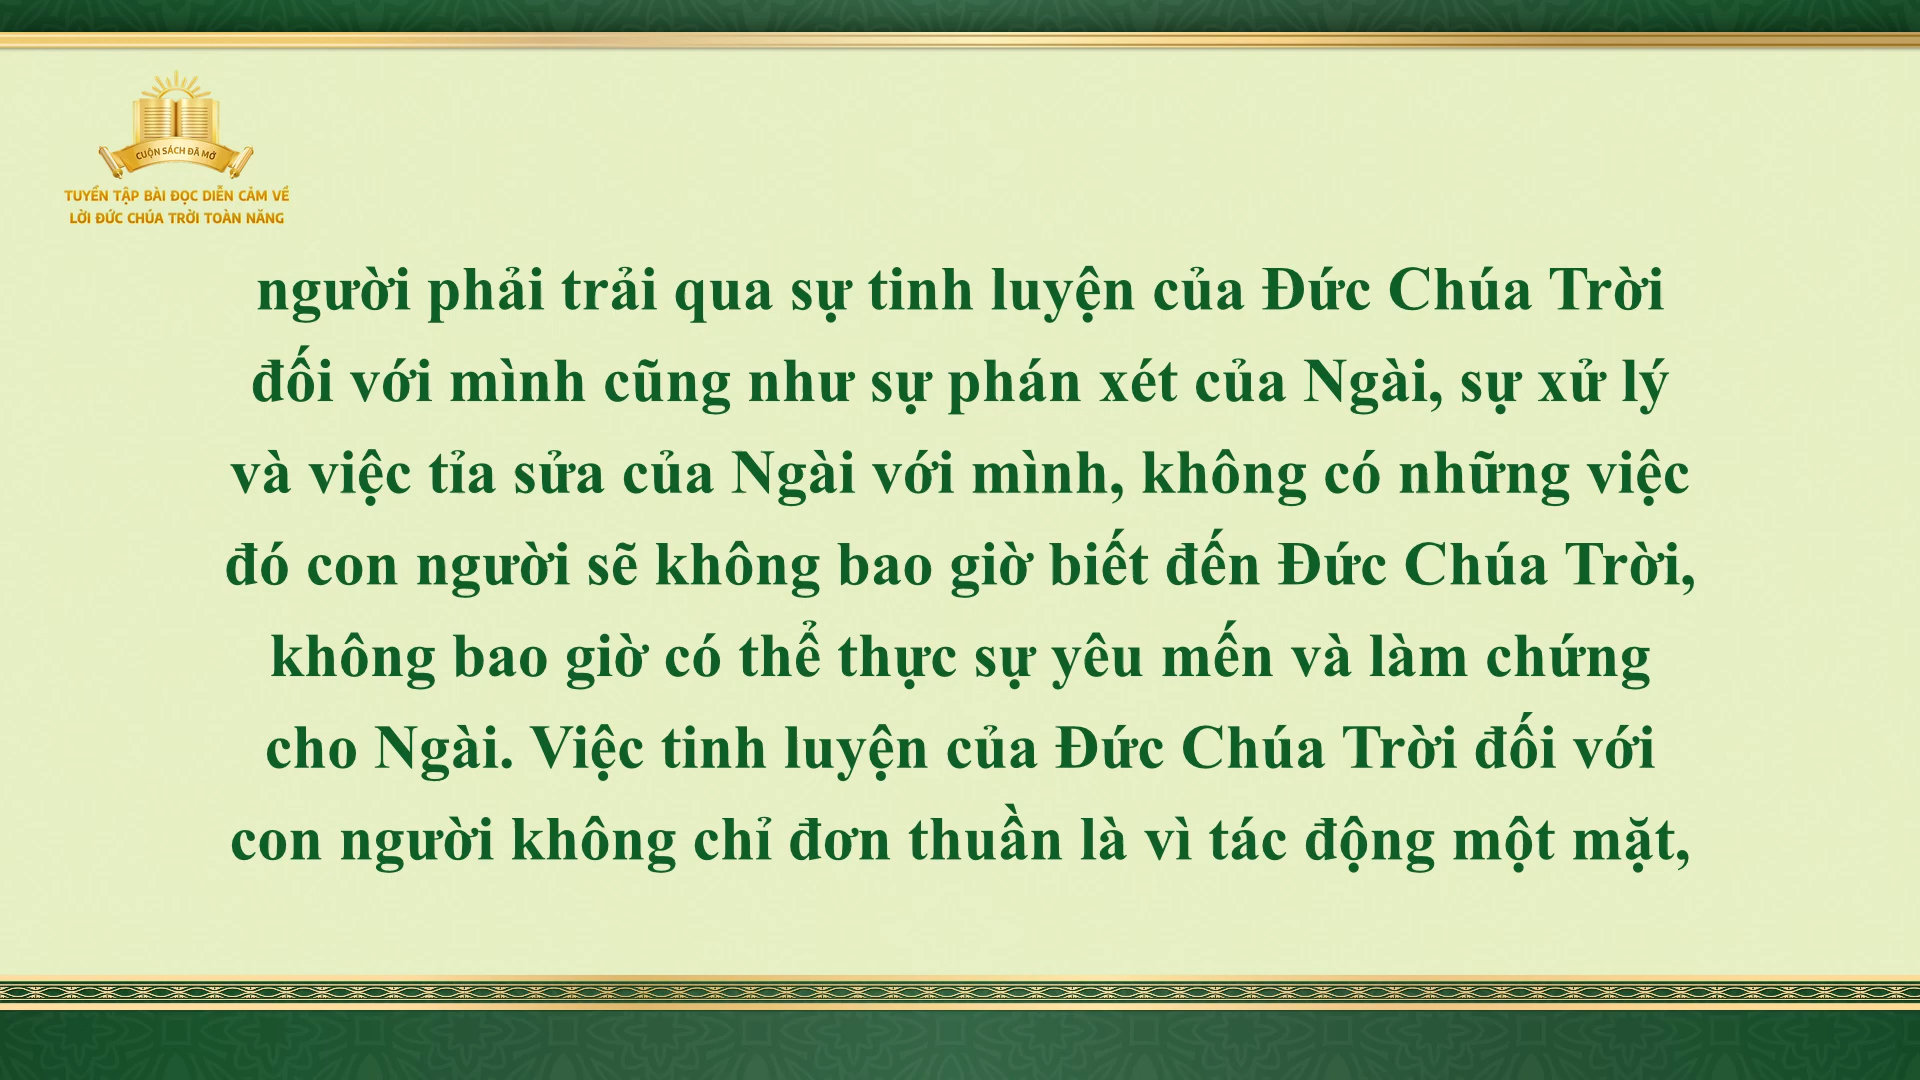 CUỘN SÁCH ĐÃ MỞ
TUYỂN TẬP BÀI ĐỌC DIỄN CẢM VỀ
LỜI ĐỨC CHÚA TRỜI TOÀN NĂNG
người phải trải qua sự tinh luyện của Đức Chúa Trời
đối với mình cũng như sự phán xét của Ngài, sự xử lý
và việc tỉa sửa của Ngài với mình, không có những việc
đó con người sẽ không bao giờ biết đến Đức Chúa Trời,
không bao giờ có thể thực sự yêu mến và làm chứng
cho Ngài. Việc tinh luyện của Đức Chúa Trời đối với
con người không chỉ đơn thuần là vì tác động một mặt,